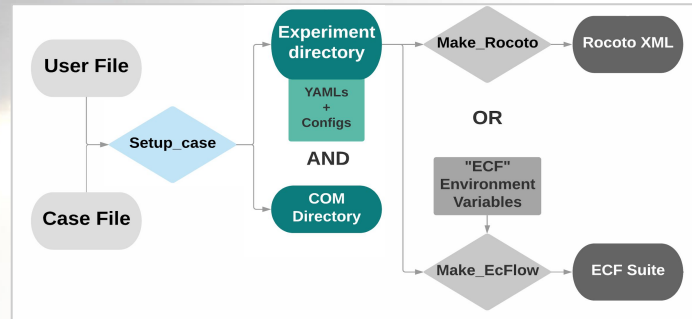 User File
Case File
Setup_case
Experiment
directory
YAMLs
+
Configs
AND
COM
Directory
Make_Rocoto
Rocoto XML
OR
"ECF"
Environment
Variables
Make_EcFlow
ECF Suite